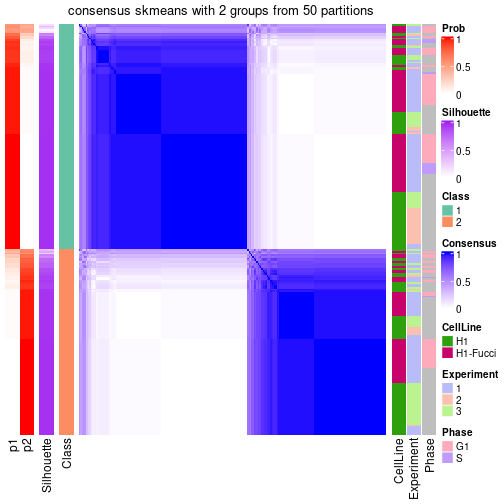 consensus skmeans with 2 groups from 50 partitions
Prob
1
0.5
0
Silhouette
1
0.5
0
Class
1
2
Consensus
1
0.5
0
CellLine
H1
H1-Fucci
Experiment
1
2
3
Phase
G1
S
p1
p2
Silhouette
Class
CellLine
Experiment
Phase